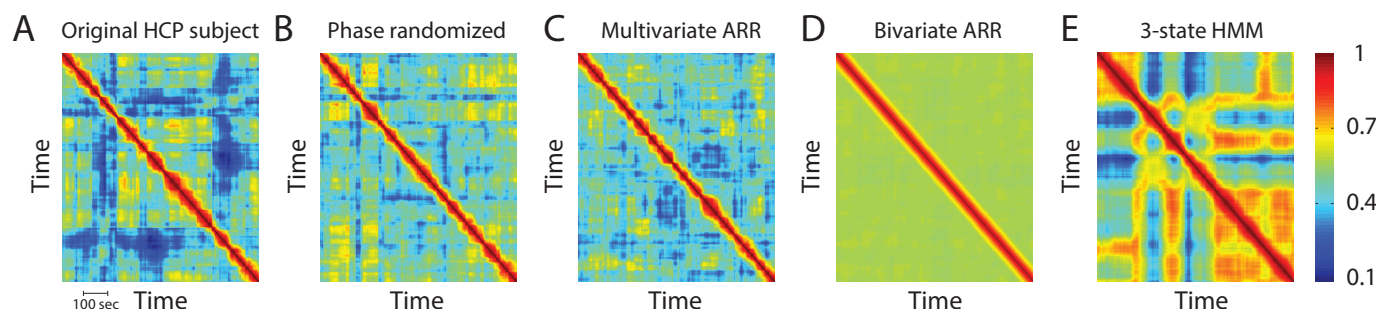 A Original HCP subject
B Phase randomized
C Multivariate ARR
D Bivariate ARR
E 3-state HMM
Time
Time
Time
Time
Time
1
0.7
0.4
0.1
100 sec
Time
Time
Time
Time
Time